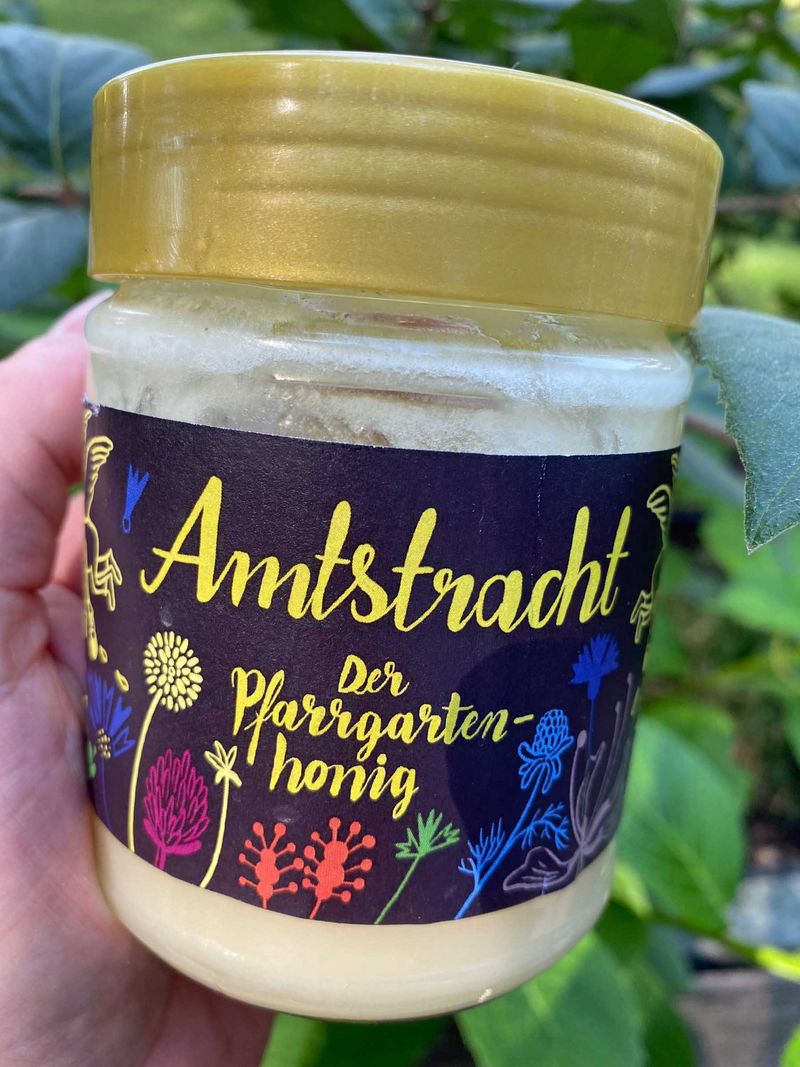 Amtstracht
Der
Pfarrgarten-
honig